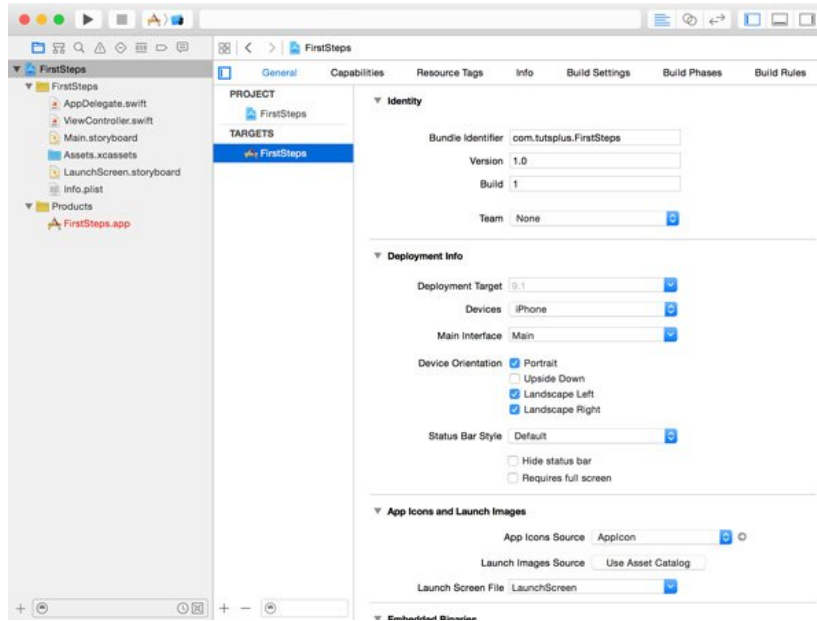 FirstSteps
FirstSteps
FirstSteps
AppDelegate.swift
ViewController.swift
Main.storyboard
Assets.xcassets
LaunchScreen.storyboard
Info.plist
Products
FirstSteps.app
General Capabilities Resource Tags Info Build Settings Build Phases Build Rules
PROJECT
FirstSteps
TARGETS
FirstSteps
Identity
Bundle Identifier com.tutsplus.FirstSteps
Version 1.0
Build 1
Team None
Deployment Info
Deployment Target 9.1
Devices iPhone
Main Interface Main
Device Orientation Portrait
Upside Down
Landscape Left
Landscape Right
Status Bar Style Default
Hide status bar
Requires full screen
App Icons and Launch Images
App Icons Source AppIcon
Launch Images Source Use Asset Catalog
Launch Screen File LaunchScreen
Embedded Binaries